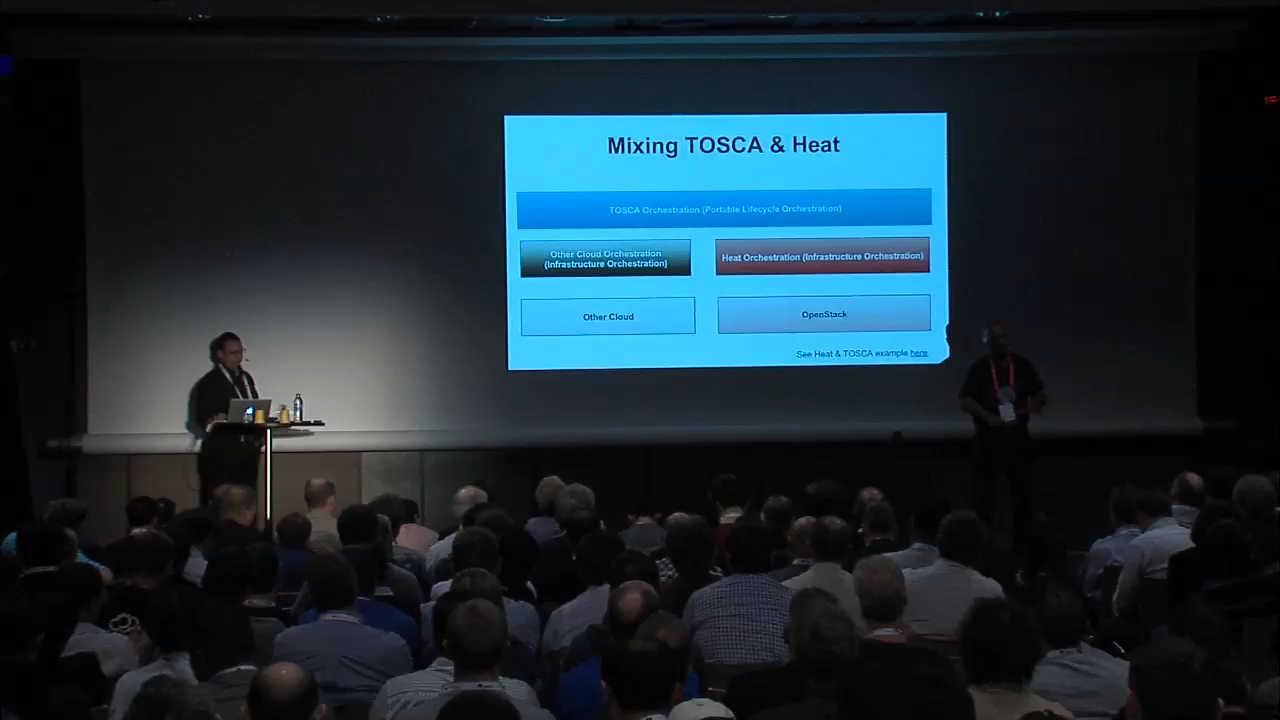 Mixing TOSCA & Heat
TOSCA Orchestration (Portable Lifecycle Orchestration)
Other Cloud Orchestration
(Infrastructure Orchestration)
Heat Orchestration (Infrastructure Orchestration)
Other Cloud
OpenStack
See Heat & TOSCA example here